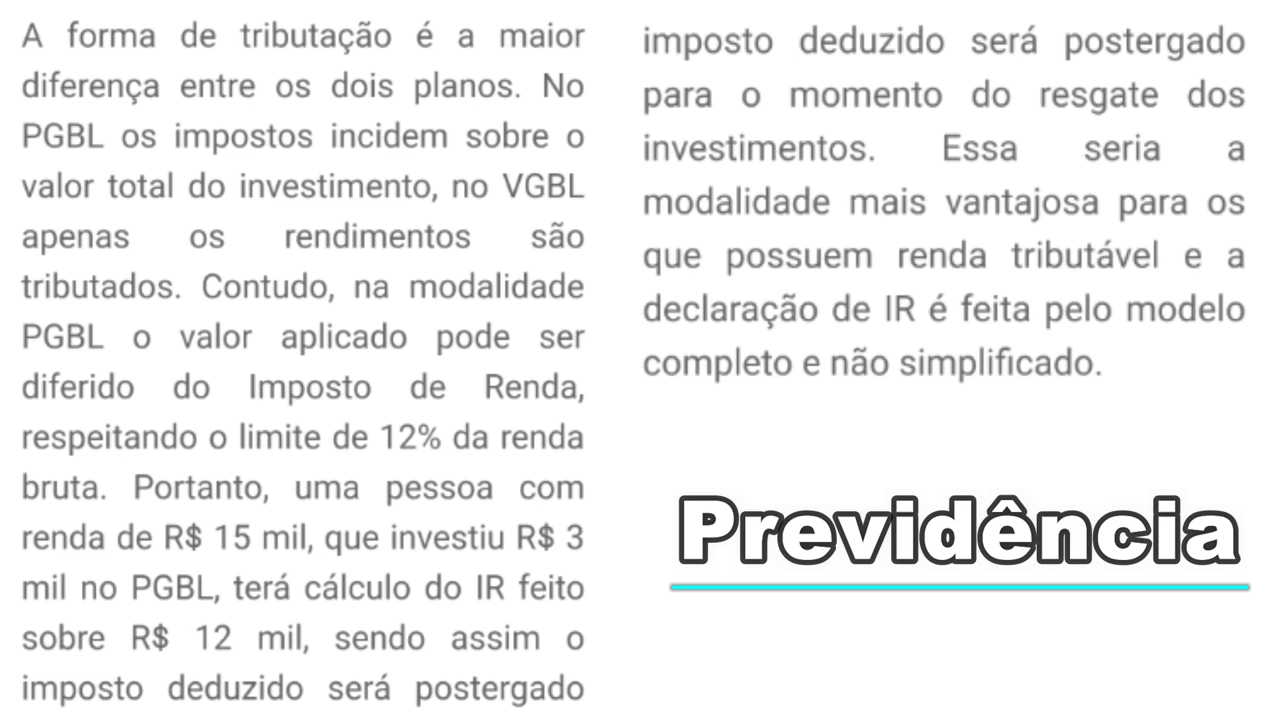 A forma de tributação é a maior
diferença entre os dois planos. No
PGBL os impostos incidem sobre o
valor total do investimento, no VGBL
apenas os rendimentos são
tributados. Contudo, na modalidade
PGBL o valor aplicado pode ser
diferido do Imposto de Renda,
respeitando o limite de 12% da renda
bruta. Portanto, uma pessoa com
renda de R$ 15 mil, que investiu R$ 3
mil no PGBL, terá cálculo do IR feito
sobre R$ 12 mil, sendo assim o
imposto deduzido será postergado
imposto deduzido será postergado
para o momento do resgate dos
investimentos. Essa seria a
modalidade mais vantajosa para os
que possuem renda tributável e a
declaração de IR é feita pelo modelo
completo e não simplificado.
Previdência